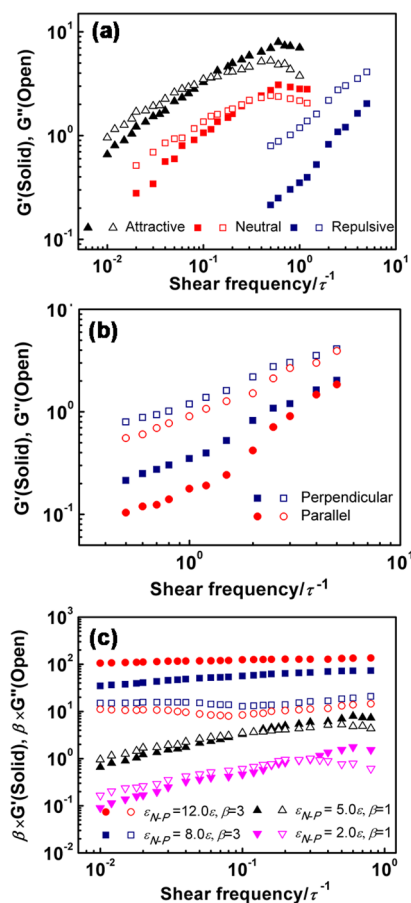 (a)
10¹
10⁰
10⁻¹
G'(Solid), G"(Open)
Attractive Neutral Repulsive
10⁻² 10⁻¹ 10⁰ 10¹
Shear frequency/τ⁻¹
(b)
10¹
10⁰
10⁻¹
G'(Solid), G"(Open)
Perpendicular
Parallel
10⁰ 10¹
Shear frequency/τ⁻¹
(c)
10³
10²
10¹
10⁰
10⁻¹
10⁻²
β×G'(Solid), β×G"(Open)
ε_N-P = 12.0ε, β=3 ε_N-P = 5.0ε, β=1
ε_N-P = 8.0ε, β=3 ε_N-P = 2.0ε, β=1
10⁻² 10⁻¹ 10⁰
Shear frequency/τ⁻¹